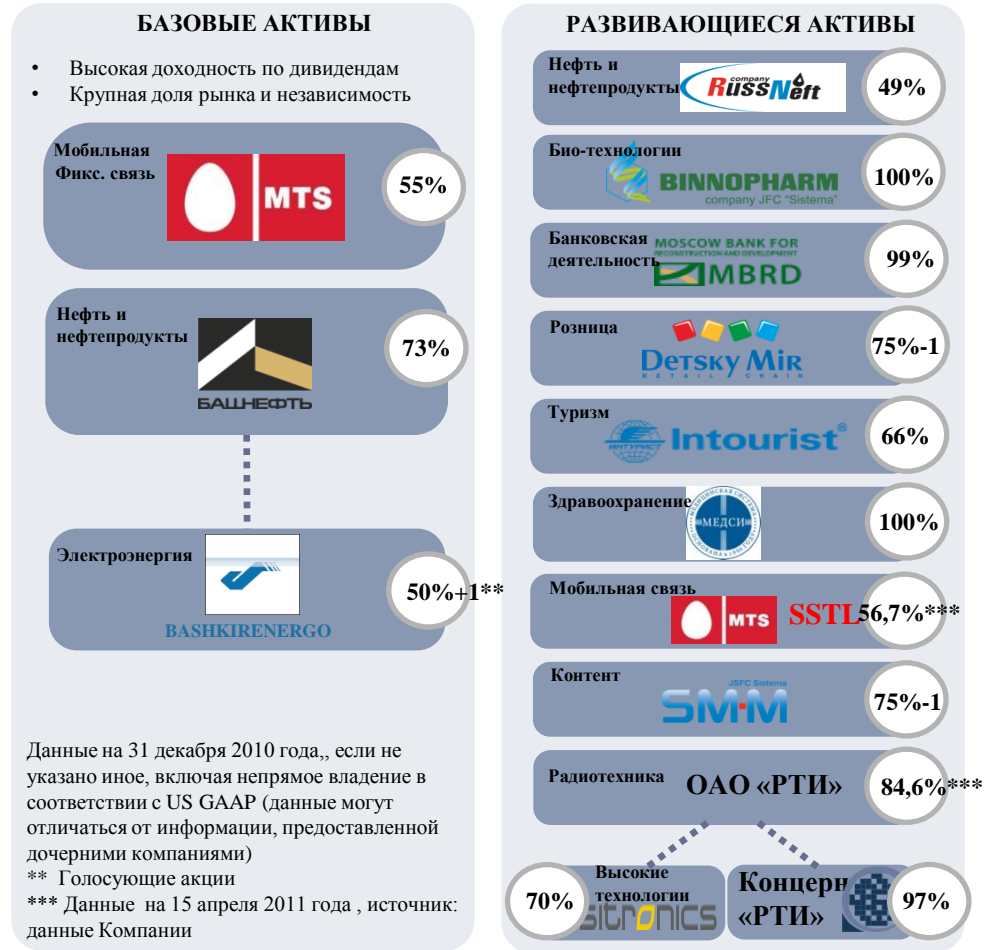 БАЗОВЫЕ АКТИВЫ
• Высокая доходность по дивидендам
• Крупная доля рынка и независимость
Мобильная
Фикс. связь
MTS
55%
Нефть и
нефтепродукты
БАШНЕФТЬ
73%
Электроэнергия
BASHKIRENERGO
50%+1**
Данные на 31 декабря 2010 года,, если не
указано иное, включая непрямое владение в
соответствии с US GAAP (данные могут
отличаться от информации, предоставленной
дочерними компаниями)
** Голосующие акции
*** Данные на 15 апреля 2011 года , источник:
данные Компании
РАЗВИВАЮЩИЕСЯ АКТИВЫ
Нефть и
нефтепродукты
company
RussNeft
49%
Био-технологии
BINNOPHARM
company JFC "Sistema"
100%
Банковская
деятельность
MOSCOW BANK FOR
RECONSTRUCTION AND DEVELOPMENT
MBRD
99%
Розница
DETSKY MIR
RETAIL CHAIN
75%-1
Туризм
ИНТУРИСТ
Intourist®
66%
Здравоохранение
МЕДИЦИНСКАЯ СИСТЕМА
МЕДСИ
ОСНОВАНА В 1996 ГОДУ
100%
Мобильная связь
MTS
SSTL
56,7%***
Контент
JSFC Sistema
SMM
75%-1
Радиотехника
ОАО «РТИ»
84,6%***
Высокие
технологии
sitronics
70%
Концерн
«РТИ»
97%